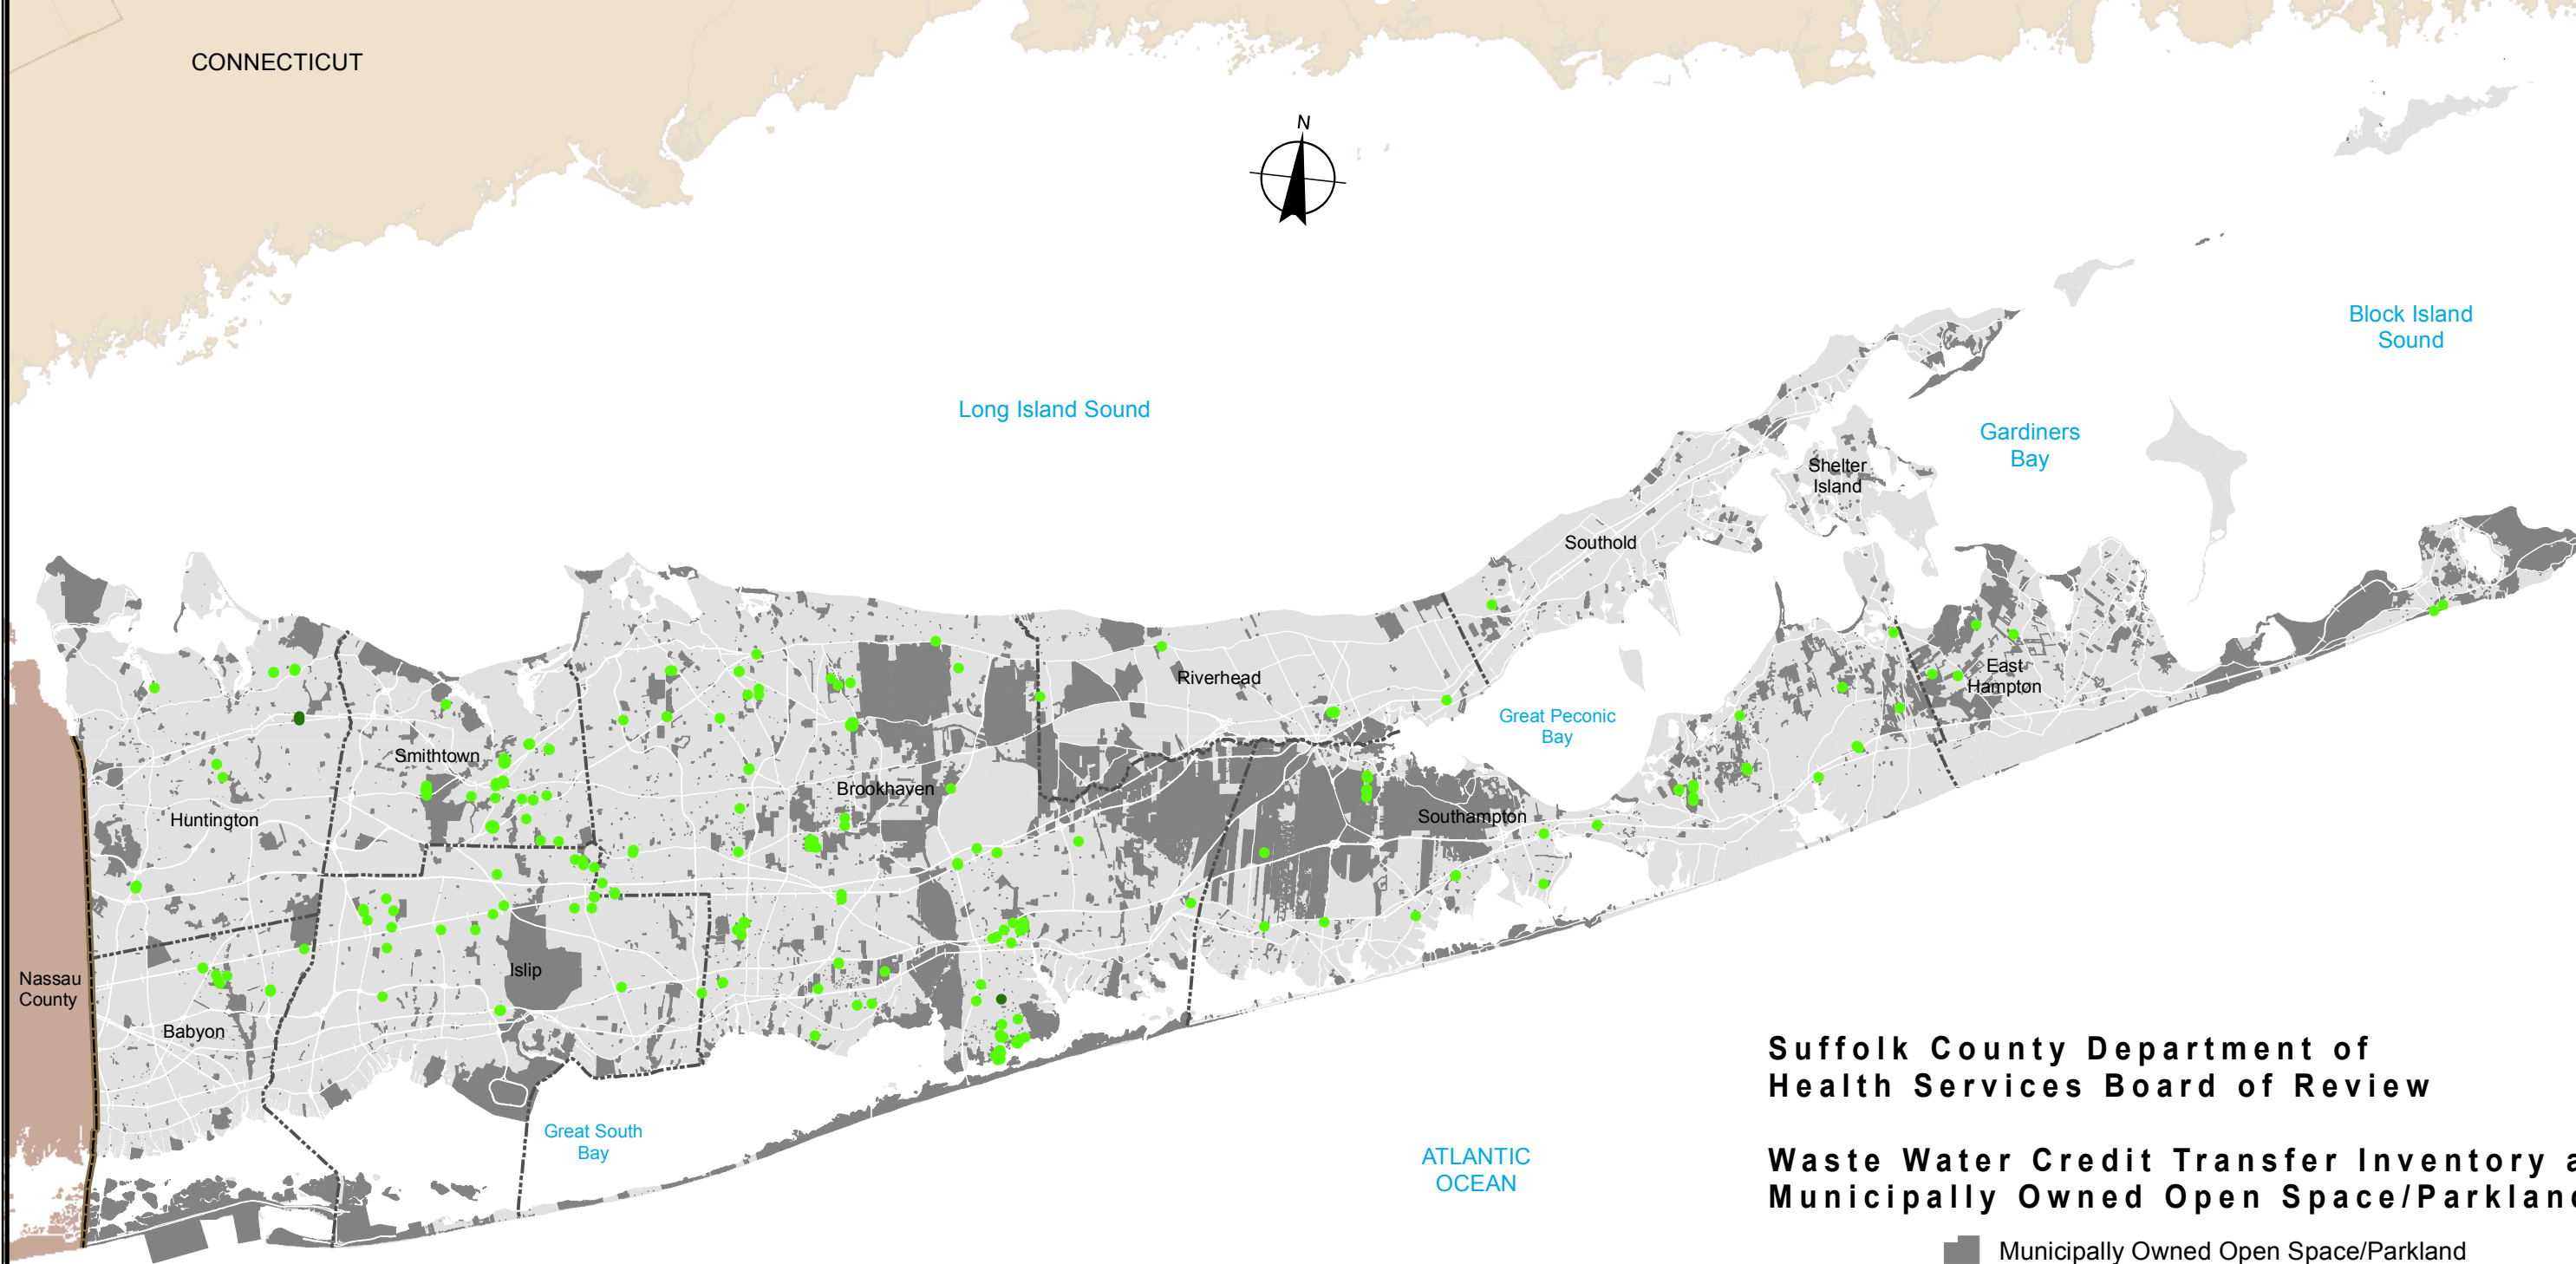 CONNECTICUT
N
Block Island
Sound
Long Island Sound
Gardiners
Bay
Shelter
Island
Southold
Riverhead
East
Hampton
Great Peconic
Bay
Smithtown
Brookhaven
Southampton
Huntington
Islip
Nassau
County
Babyon
Great South
Bay
ATLANTIC
OCEAN
Suffolk County Department of
Health Services Board of Review
Waste Water Credit Transfer Inventory a
Municipally Owned Open Space/Parkland
Municipally Owned Open Space/Parkland